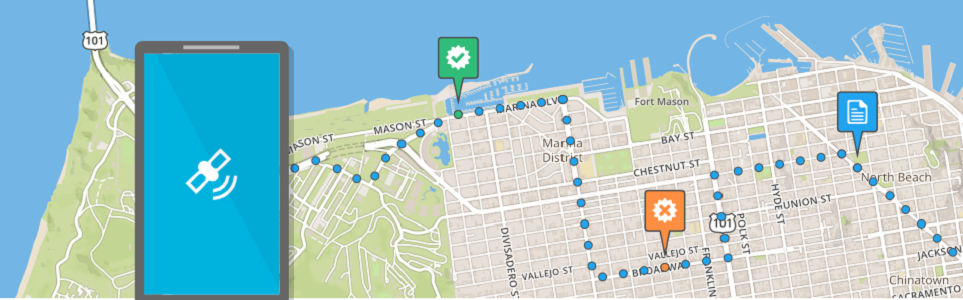 101
MASON ST
MASON ST
MARINA BLVD
Fort Mason
Marina
District
BAY ST
CHESTNUT ST
North Beach
HYDE ST
UNION ST
101
POLK ST
DIVISADERO S
VALLEJO ST
VALLEJO ST
BROADWAY
FRANKLIN
JACKSON
Chinatown
SACRAMENTO